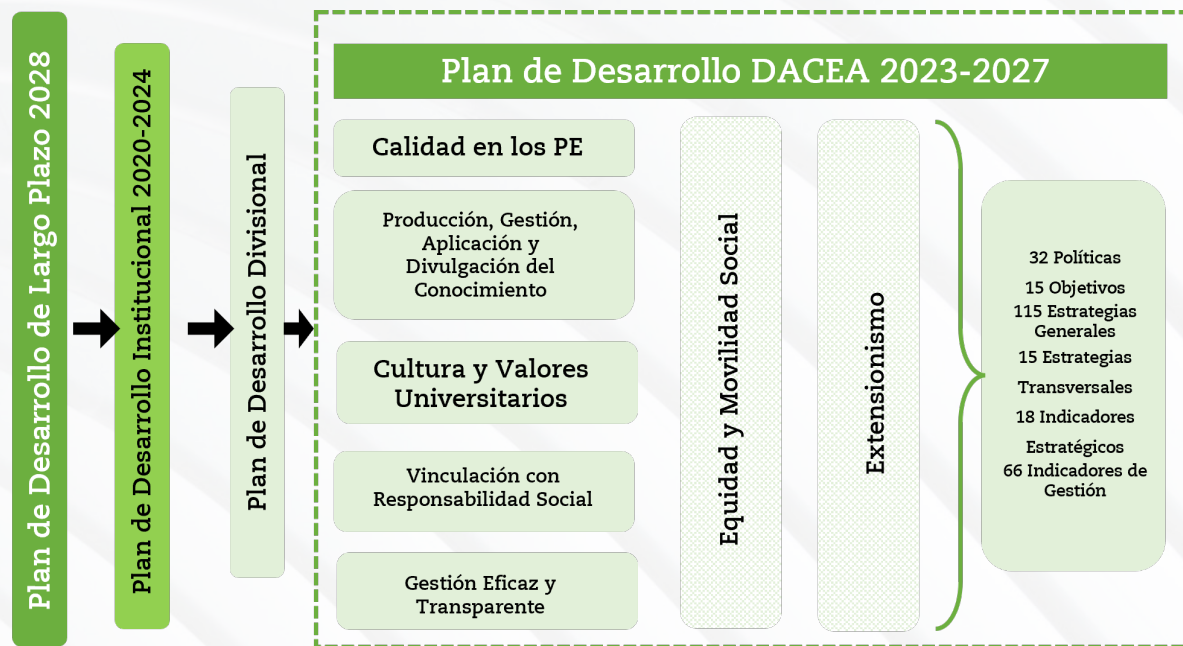 Plan de Desarrollo de Largo Plazo 2028
Plan de Desarrollo Institucional 2020-2024
Plan de Desarrollo Divisional
Plan de Desarrollo DACEA 2023-2027
Calidad en los PE
Producción, Gestión,
Aplicación y
Divulgación del
Conocimiento
Cultura y Valores
Universitarios
Vinculación con
Responsabilidad Social
Gestión Eficaz y
Transparente
Equidad y Movilidad Social
Extensionismo
32 Políticas
15 Objetivos
115 Estrategias
Generales
15 Estrategias
Transversales
18 Indicadores
Estratégicos
66 Indicadores de
Gestión